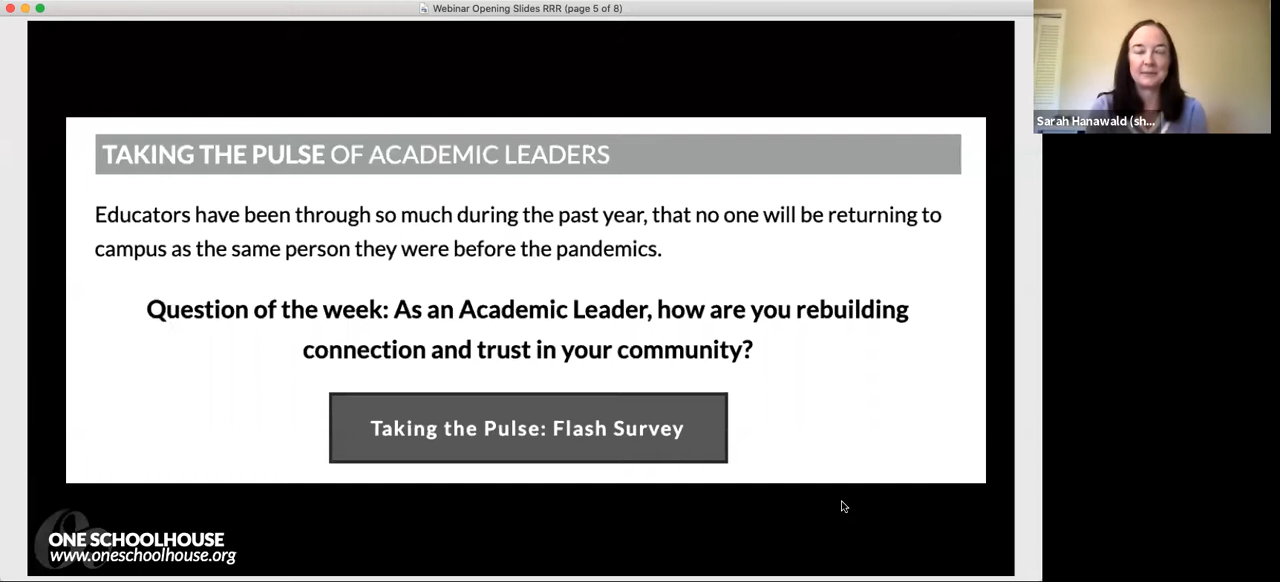 Webinar Opening Slides RRR (page 5 of 8)
TAKING THE PULSE OF ACADEMIC LEADERS
Educators have been through so much during the past year, that no one will be returning to
campus as the same person they were before the pandemics.
Question of the week: As an Academic Leader, how are you rebuilding
connection and trust in your community?
Taking the Pulse: Flash Survey
ONE SCHOOLHOUSE
www.oneschoolhouse.org
Sarah Hanawald (sh...